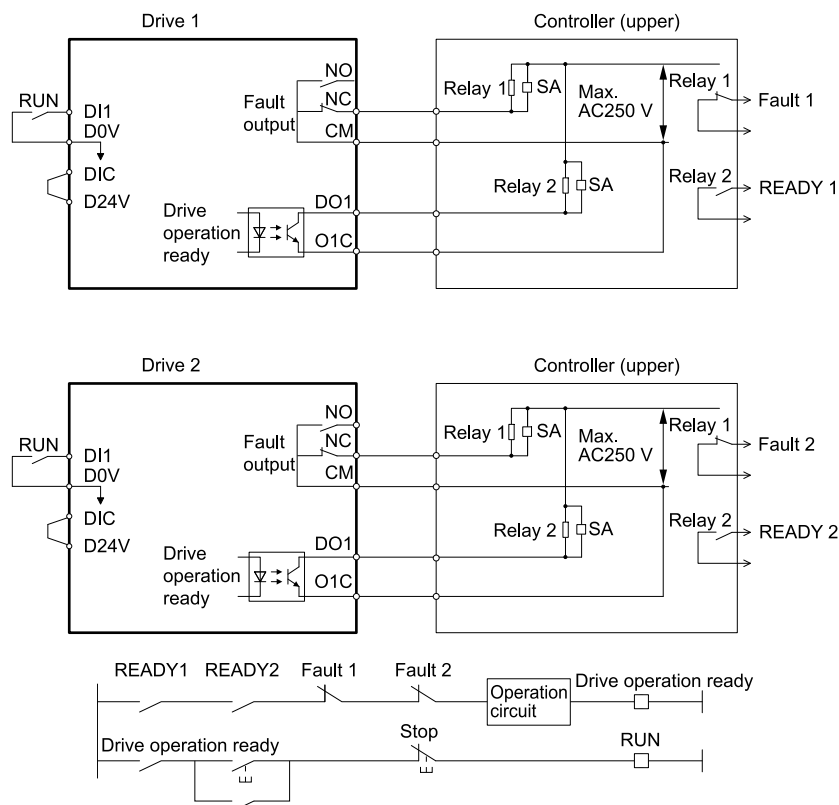 Drive 1
Controller (upper)
RUN
DI1
D0V
DIC
D24V
Fault
output
NO
NC
CM
Drive
operation
ready
DO1
O1C
Relay 1
SA
Max.
AC250 V
Relay 2
SA
Relay 1
Fault 1
Relay 2
READY 1
Drive 2
Controller (upper)
RUN
DI1
D0V
DIC
D24V
Fault
output
NO
NC
CM
Drive
operation
ready
DO1
O1C
Relay 1
SA
Max.
AC250 V
Relay 2
SA
Relay 1
Fault 2
Relay 2
READY 2
READY1
READY2
Fault 1
Fault 2
Operation
circuit
Drive operation ready
Drive operation ready
Stop
RUN